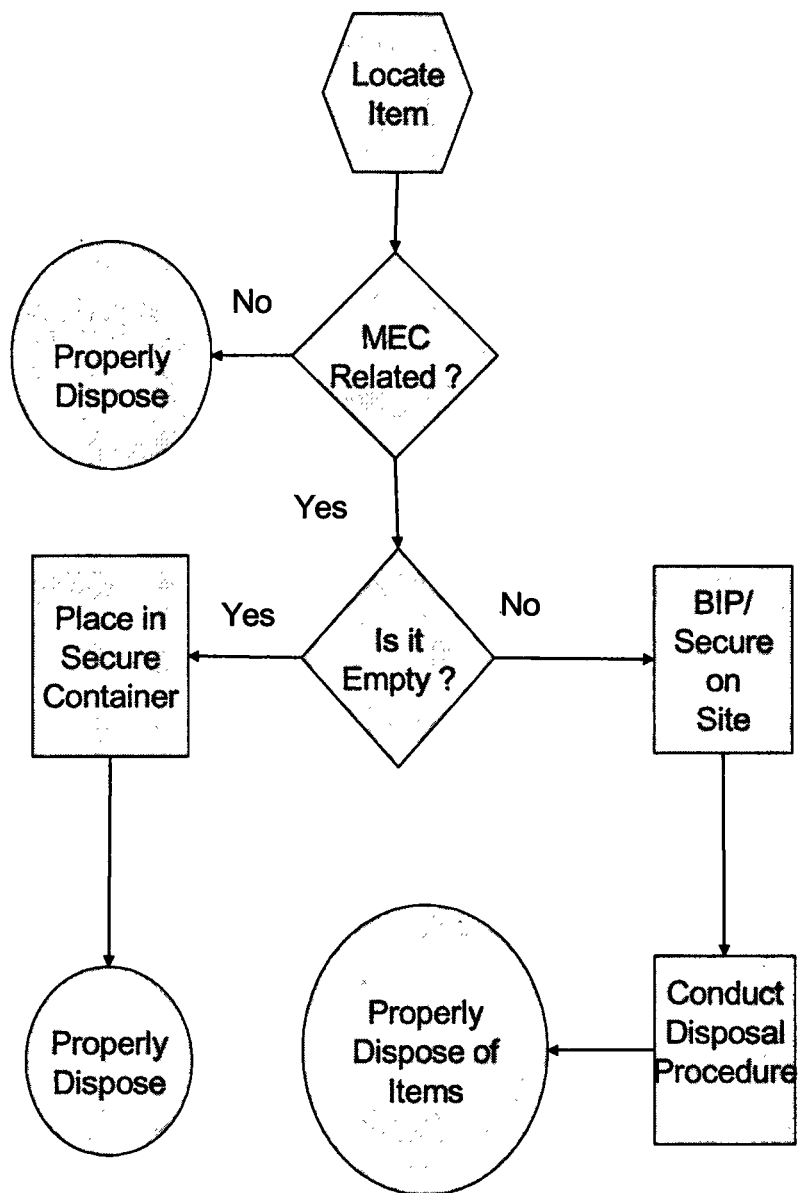 Locate
Item
No
MEC
Related ?
Properly
Dispose
Yes
Place in
Secure
Container
Yes
Is it
Empty ?
No
BIP/
Secure
on
Site
Properly
Dispose
Properly
Dispose of
Items
Conduct
Disposal
Procedure